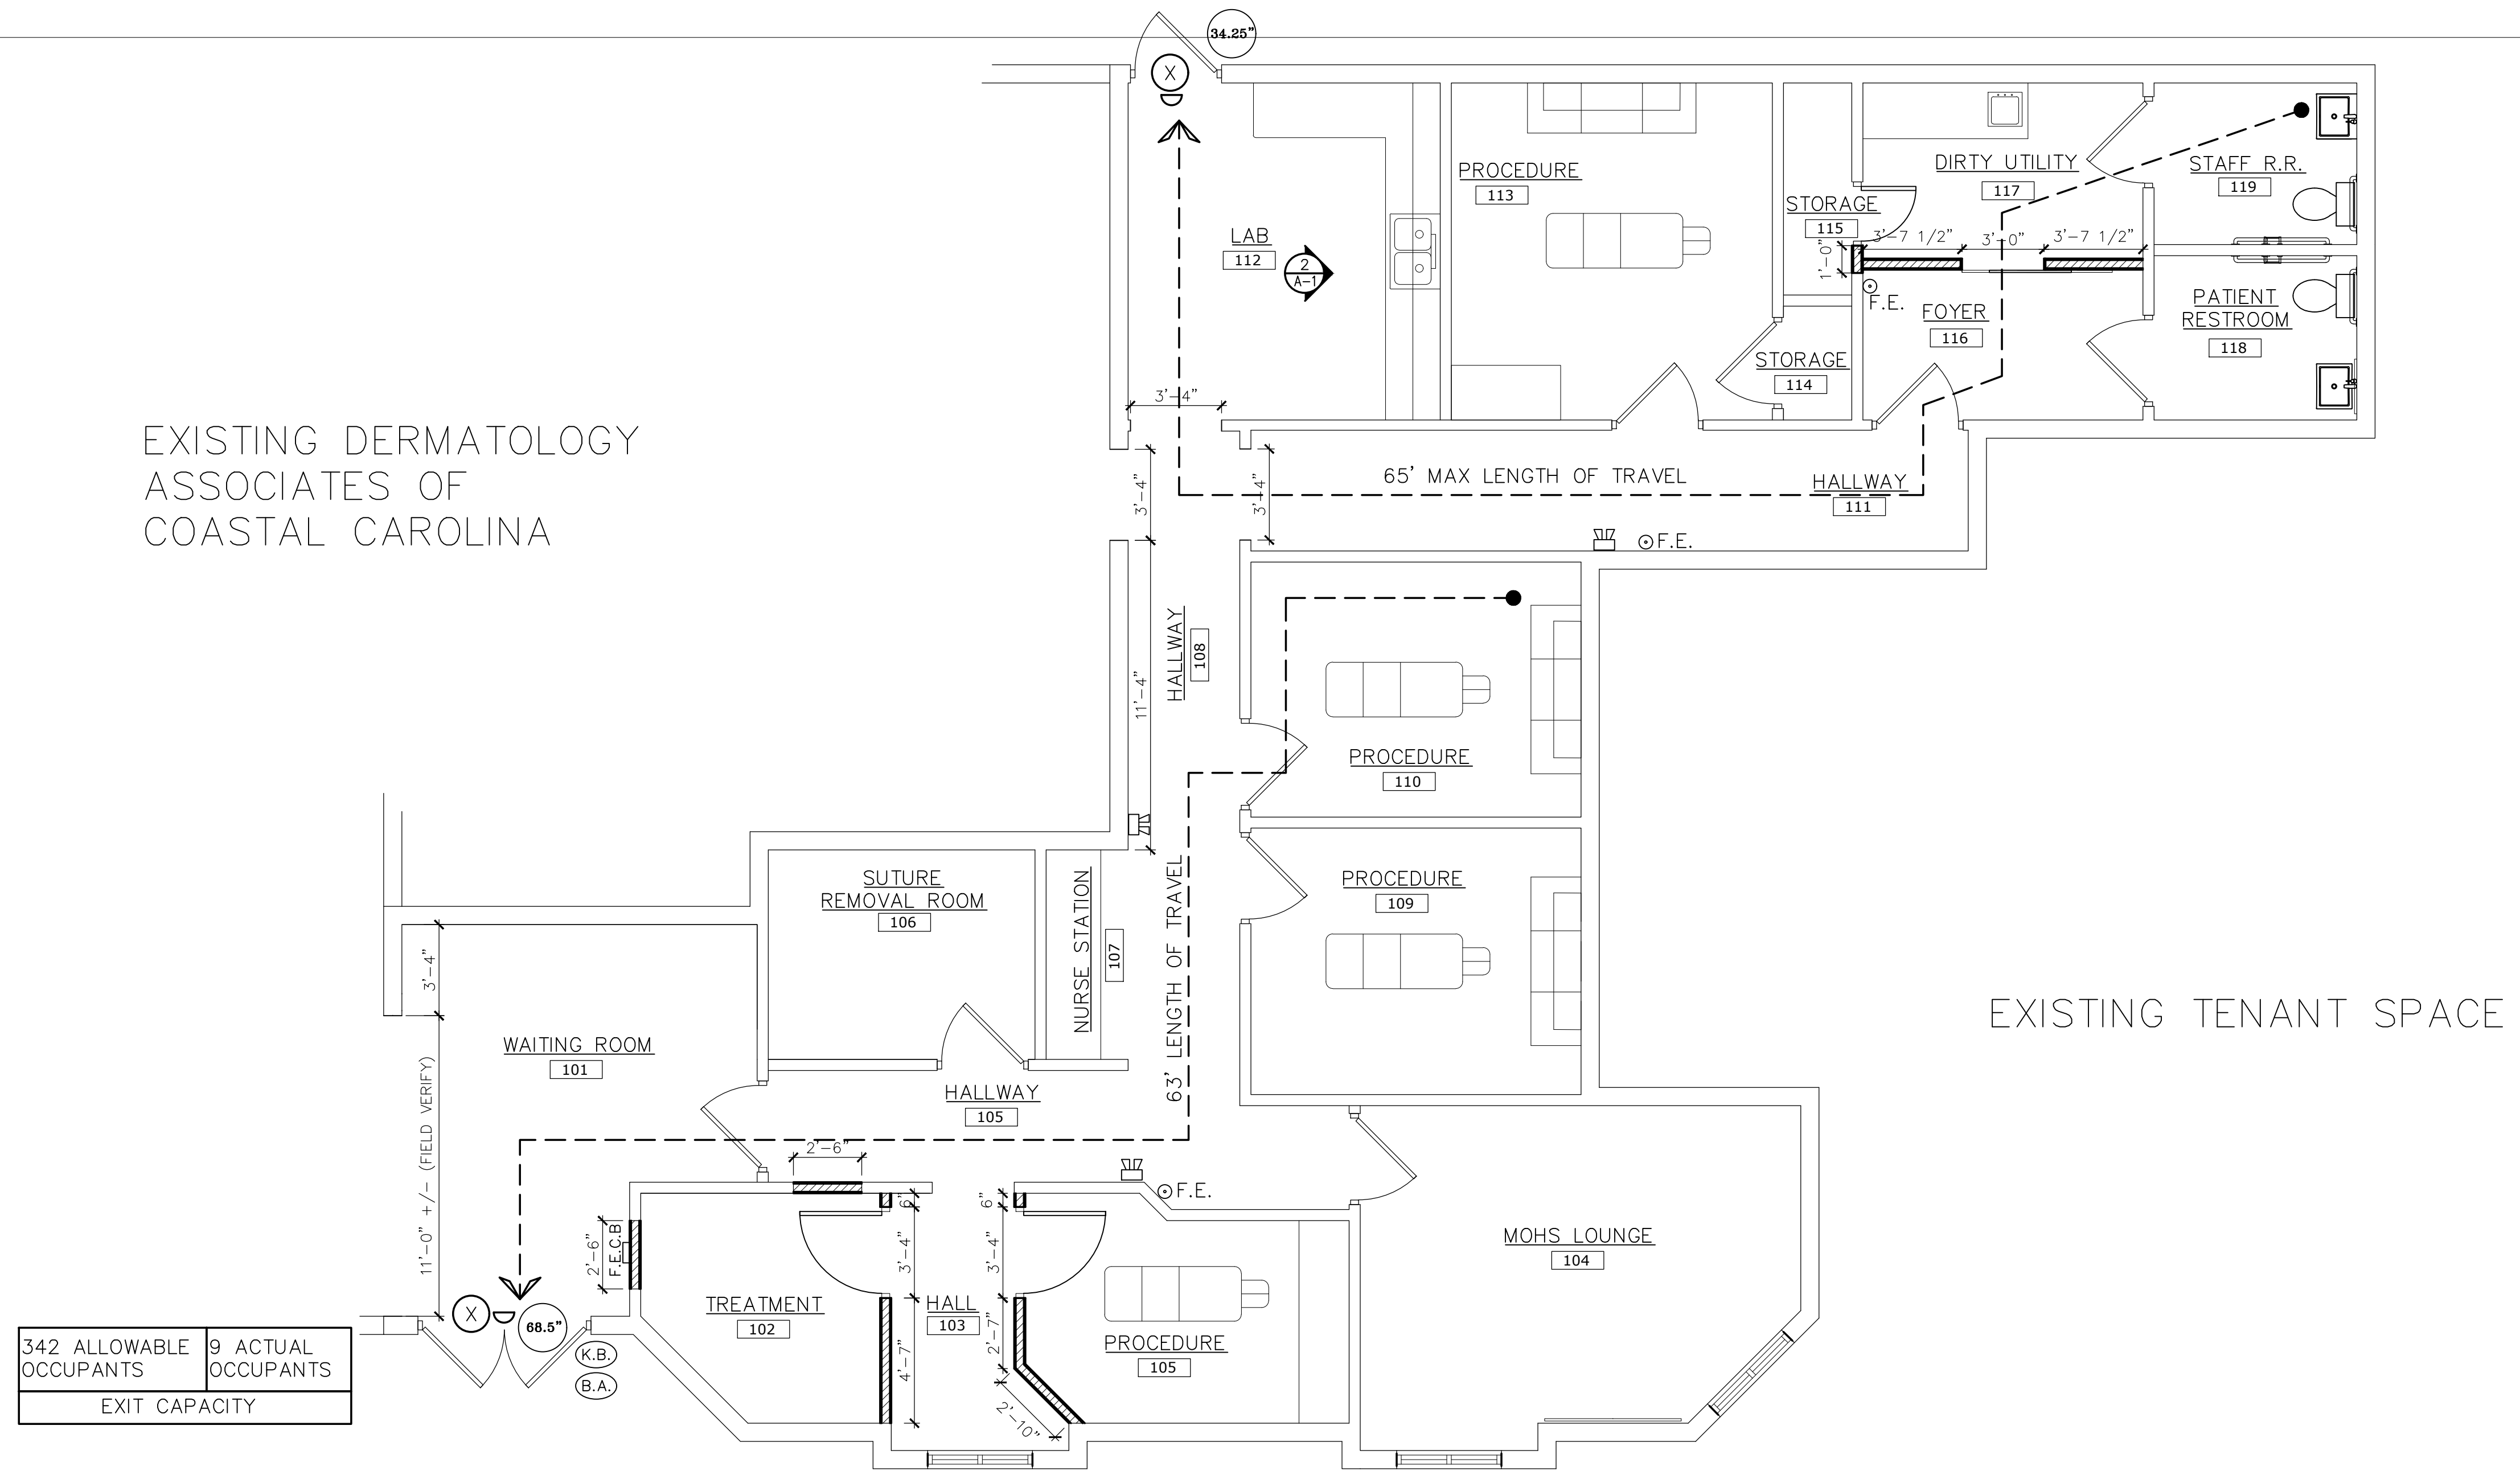 34.25"
X
PROCEDURE
113
DIRTY UTILITY
117
STAFF R.R.
119
STORAGE
115
LAB
112
2
A-1
3'-7 1/2"
3'-0"
3'-7 1/2"
1'-0"
F.E.
FOYER
116
PATIENT
RESTROOM
118
STORAGE
114
3'-4"
EXISTING DERMATOLOGY
ASSOCIATES OF
COASTAL CAROLINA
65' MAX LENGTH OF TRAVEL
HALLWAY
111
3'-4"
3'-4"
F.E.
HALLWAY
108
11'-4"
PROCEDURE
110
SUTURE
REMOVAL ROOM
106
NURSE STATION
107
63' LENGTH OF TRAVEL
PROCEDURE
109
3'-4"
EXISTING TENANT SPACE
WAITING ROOM
101
11'-0" +/- (FIELD VERIFY)
HALLWAY
105
2'-6"
F.E.
6"
6"
2'-6"
F.E.C.B
3'-4"
3'-4"
MOHS LOUNGE
104
TREATMENT
102
HALL
103
4'-7"
2'-7"
2'-10"
PROCEDURE
105
X
68.5"
K.B.
B.A.
342 ALLOWABLE
OCCUPANTS
9 ACTUAL
OCCUPANTS
EXIT CAPACITY